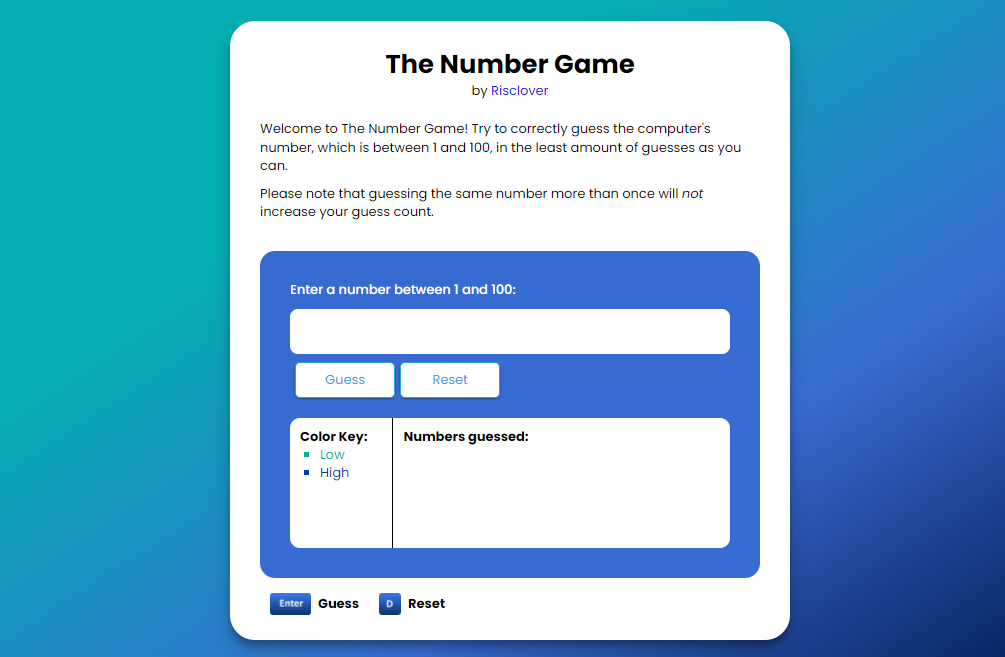 The Number Game
by Risclover
Welcome to The Number Game! Try to correctly guess the computer's
number, which is between 1 and 100, in the least amount of guesses as you
can.
Please note that guessing the same number more than once will not
increase your guess count.
Enter a number between 1 and 100:
Guess Reset
Color Key:
Low
High
Numbers guessed:
Enter Guess D Reset